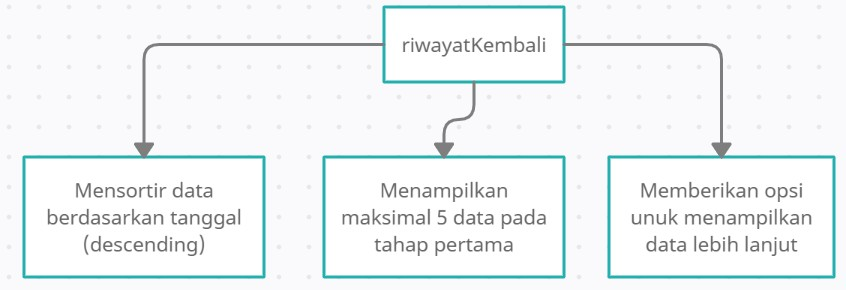 riwayatKembali
Mensortir data
berdasarkan tanggal
(descending)
Menampilkan
maksimal 5 data pada
tahap pertama
Memberikan opsi
unuk menampilkan
data lebih lanjut